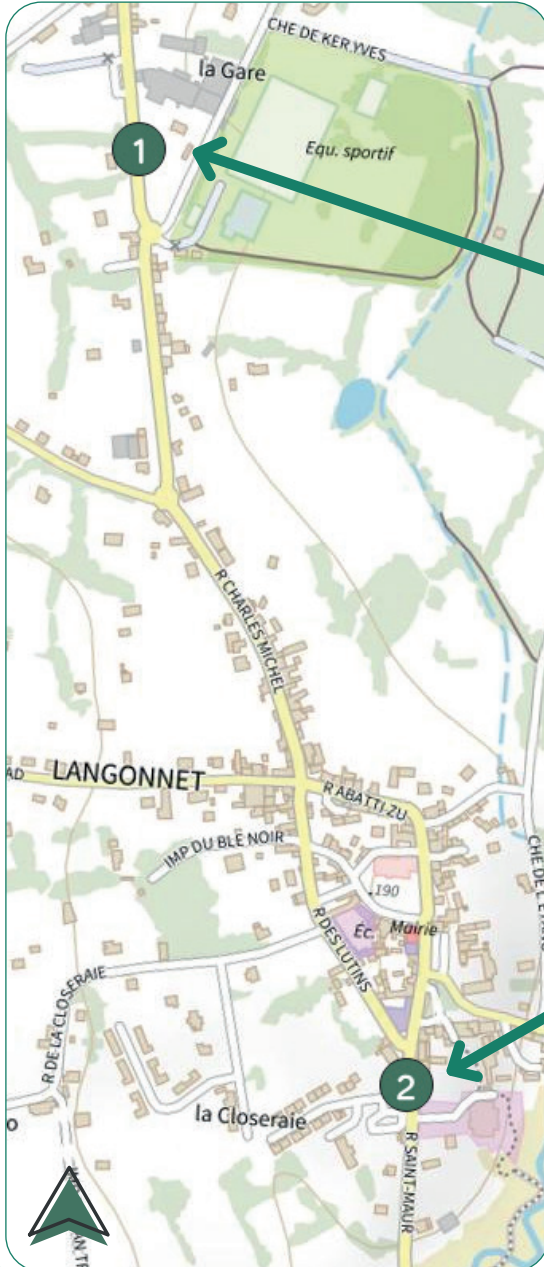 CHE DE KER YVES
la Gare
Equ. sportif
1
R CHARLES MICHEL
AD
LANGONNET
R ABATTI ZU
IMP DU BLE NOIR
190
Ec.
Mairie
R DES LUTINS
R DE LA CLOSERAIE
2
la Closeraie
o
R SAINT-MAUR